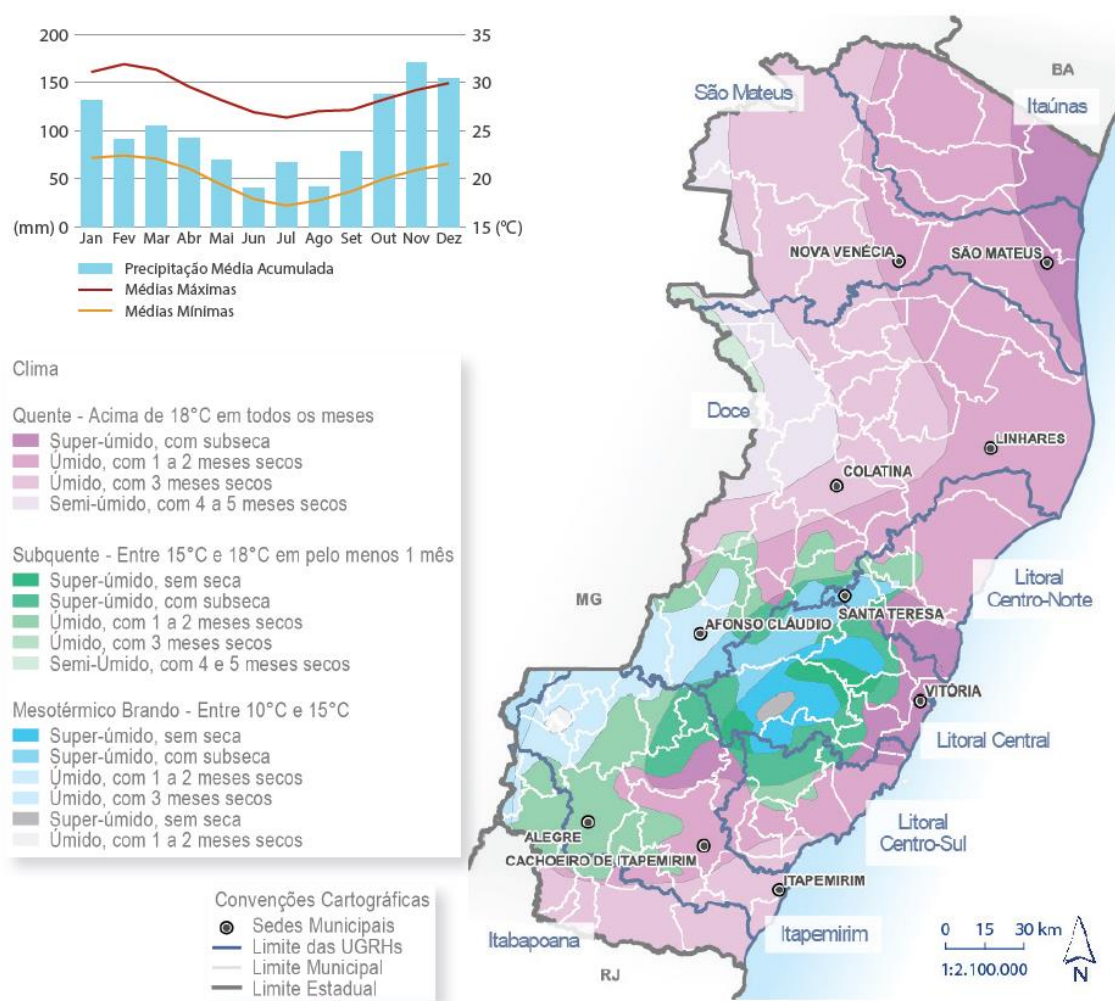 200
150
100
50
(mm) 0
35
30
25
20
15 (°C)
Jan Fev Mar Abr Mai Jun Jul Ago Set Out Nov Dez
Precipitação Média Acumulada
Médias Máximas
Médias Mínimas
Clima
Quente - Acima de 18°C em todos os meses
Super-úmido, com subseca
Úmido, com 1 a 2 meses secos
Úmido, com 3 meses secos
Semi-úmido, com 4 a 5 meses secos
Subquente - Entre 15°C e 18°C em pelo menos 1 mês
Super-úmido, sem seca
Super-úmido, com subseca
Úmido, com 1 a 2 meses secos
Úmido, com 3 meses secos
Semi-Úmido, com 4 e 5 meses secos
Mesotérmico Brando - Entre 10°C e 15°C
Super-úmido, sem seca
Super-úmido, com subseca
Úmido, com 1 a 2 meses secos
Úmido, com 3 meses secos
Super-úmido, sem seca
Úmido, com 1 a 2 meses secos
Convenções Cartográficas
Sedes Municipais
Limite das UGRHs
Limite Municipal
Limite Estadual
BA
São Mateus
Itaúnas
NOVA VENÉCIA
SÃO MATEUS
Doce
LINHARES
COLATINA
MG
Litoral
Centro-Norte
SANTA TERESA
AFONSO CLÁUDIO
VITÓRIA
Litoral Central
Litoral
Centro-Sul
ALEGRE
CACHOEIRO DE ITAPEMIRIM
ITAPEMIRIM
Itabapoana
Itapemirim
RJ
0 15 30 km
1:2.100.000
N